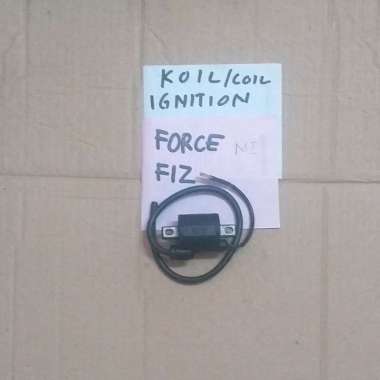 KOIL/COIL
IGNITION
FORCE
FIZ